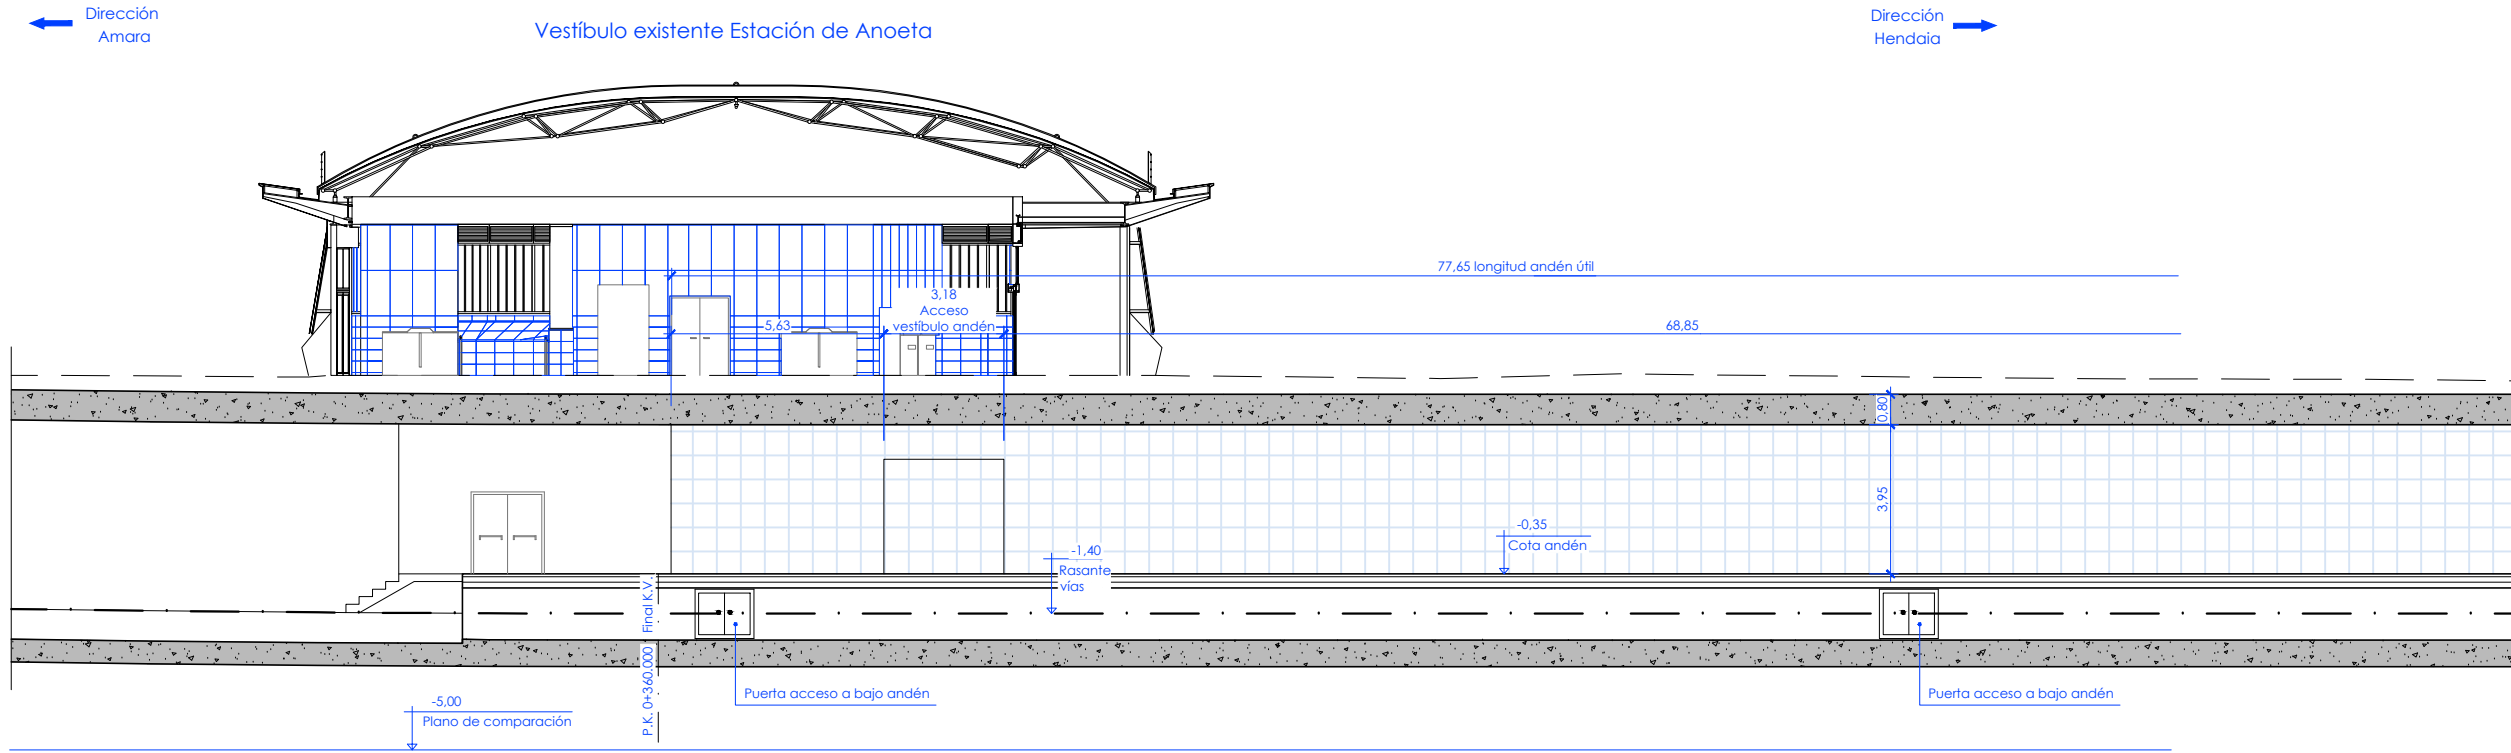 Dirección
Amara
Vestíbulo existente Estación de Anoeta
Dirección
Hendaia
77,65 longitud andén útil
3,18
Acceso
vestíbulo andén
5,63
68,85
0,80
3,95
-0,35
Cota andén
-1,40
Rasante
vías
P.K. 0+360.000 Final K.V.
Puerta acceso a bajo andén
Puerta acceso a bajo andén
-5,00
Plano de comparación